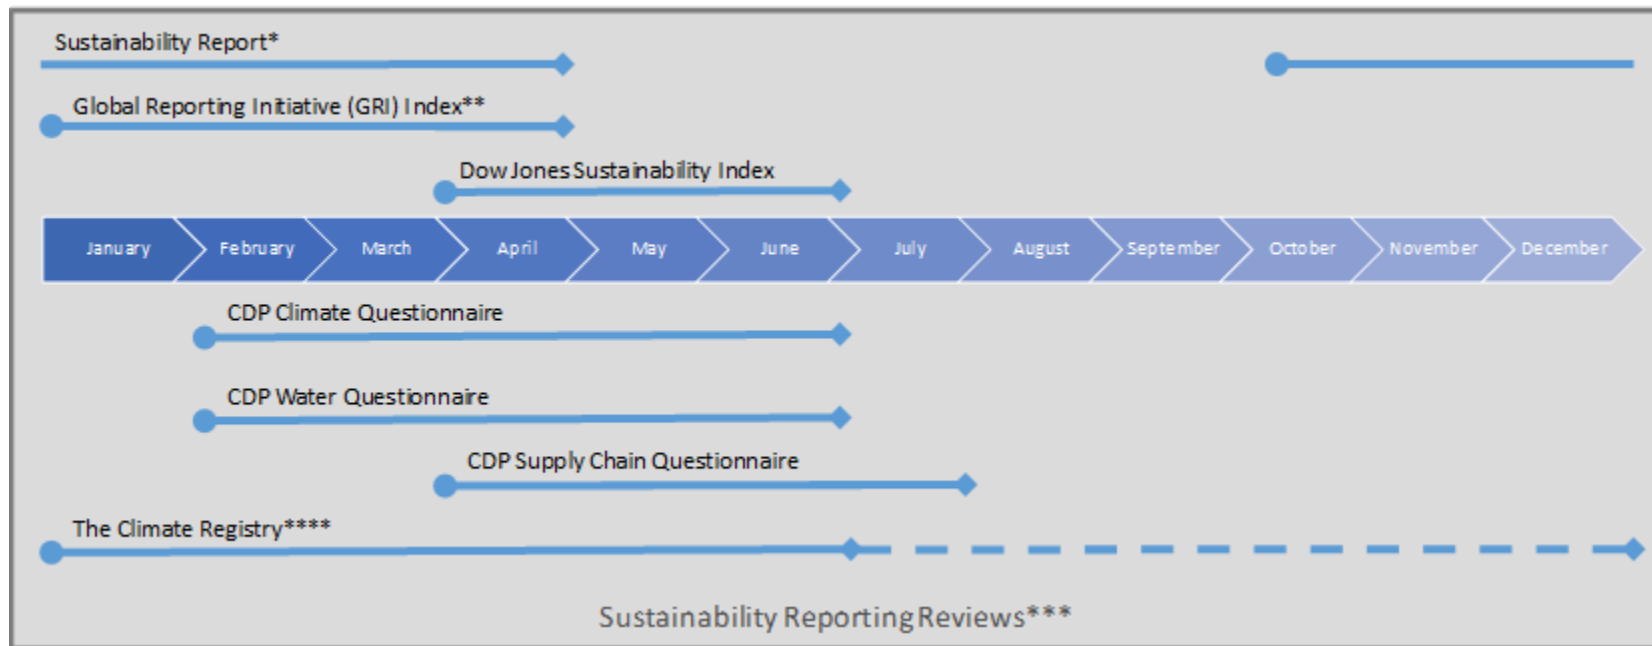 Sustainability Report*
Global Reporting Initiative (GRI) Index**
Dow Jones Sustainability Index
January February March April May June July August September October November December
CDP Climate Questionnaire
CDP Water Questionnaire
CDP Supply Chain Questionnaire
The Climate Registry****
Sustainability Reporting Reviews***